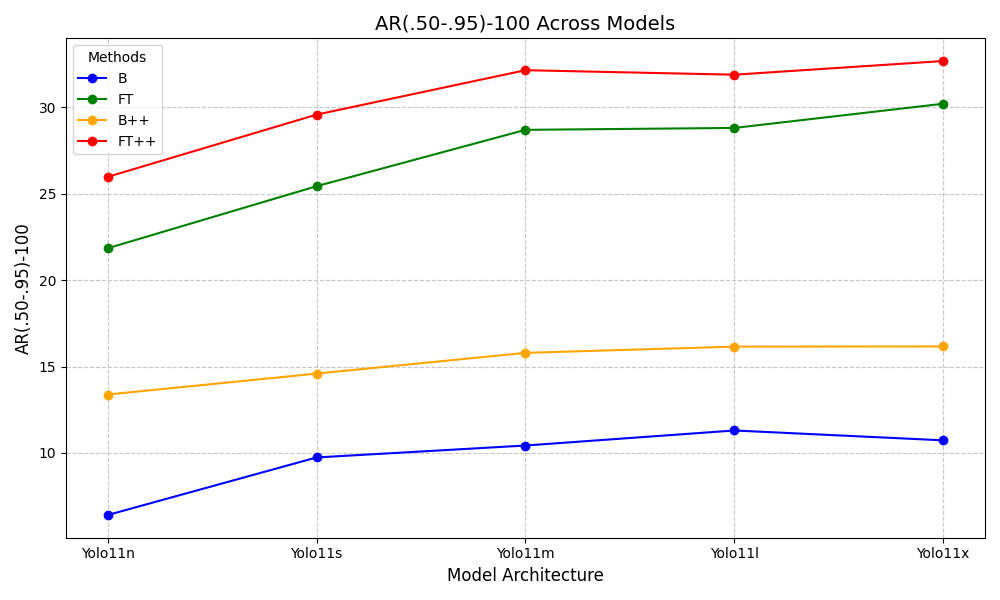 AR(.50-.95)-100 Across Models
Methods
B
FT
B++
FT++
AR(.50-.95)-100
30
25
20
15
10
Yolo11n
Yolo11s
Yolo11m
Yolo11l
Yolo11x
Model Architecture